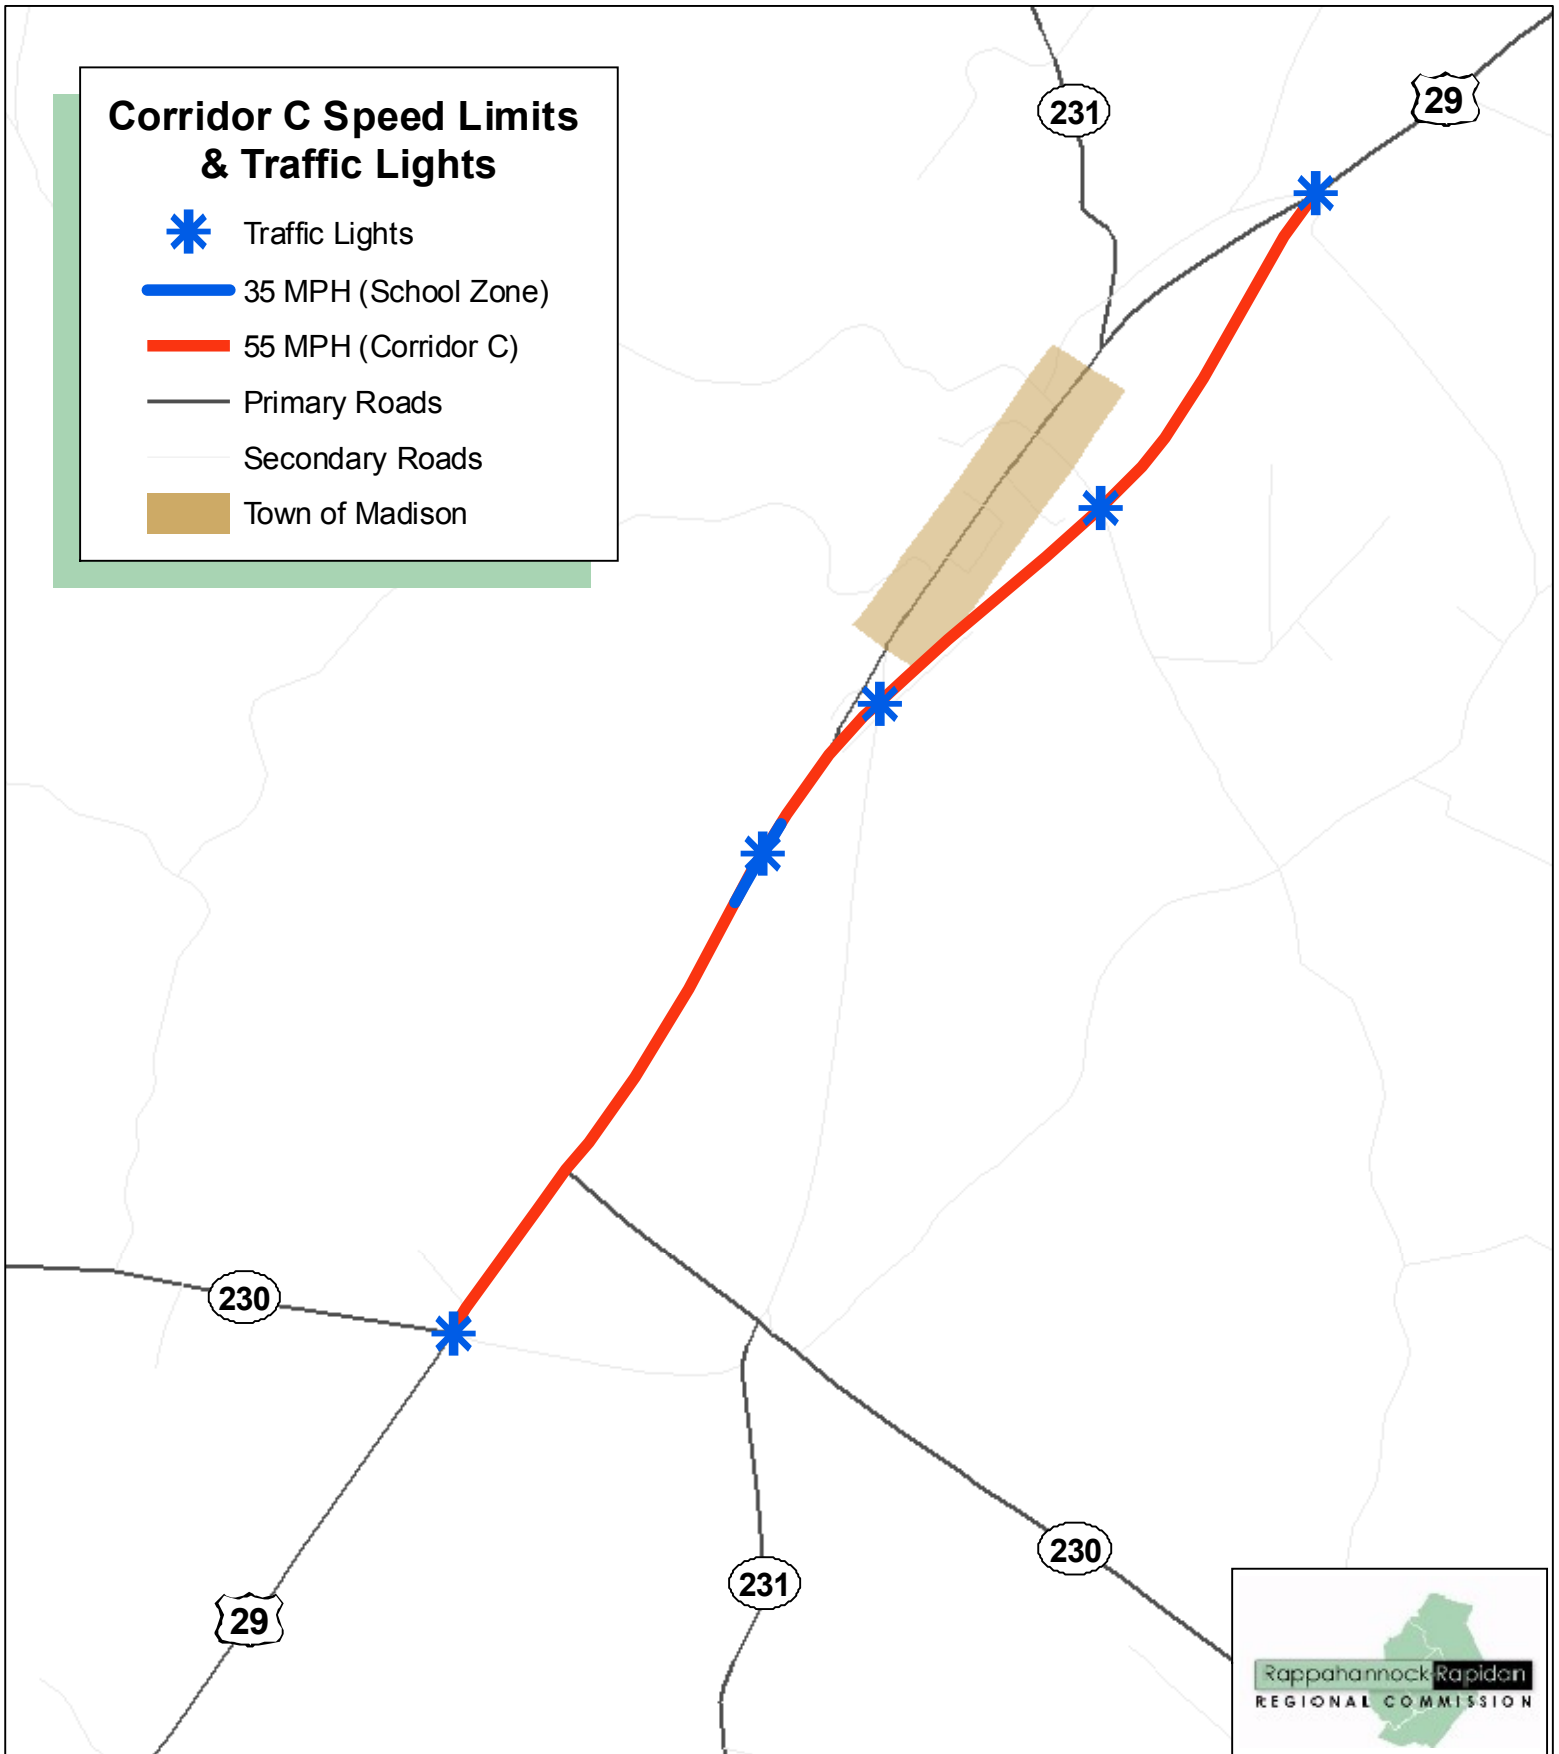 Corridor C Speed Limits
& Traffic Lights
Traffic Lights
35 MPH (School Zone)
55 MPH (Corridor C)
Primary Roads
Secondary Roads
Town of Madison
231
29
230
230
231
29
Rappahannock-Rapidan
REGIONAL COMMISSION